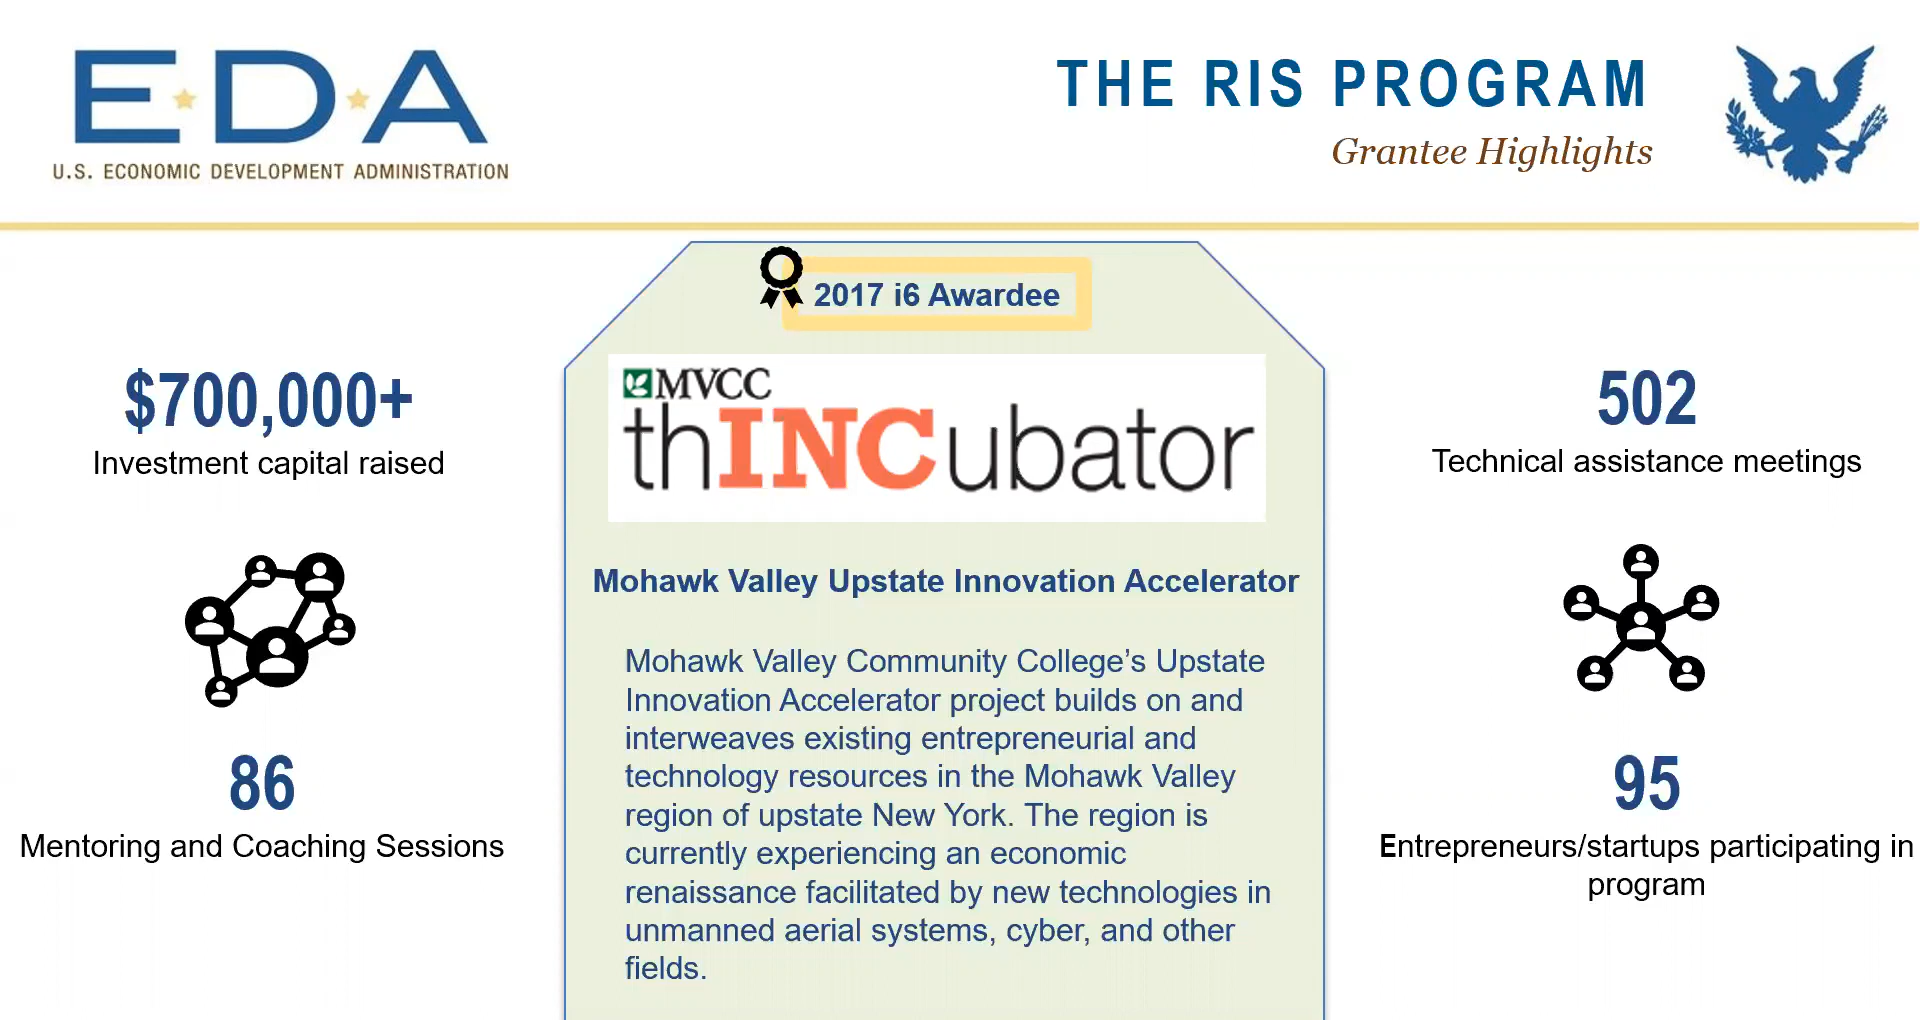 E★D★A
U.S. ECONOMIC DEVELOPMENT ADMINISTRATION
THE RIS PROGRAM
Grantee Highlights
$700,000+
Investment capital raised
86
Mentoring and Coaching Sessions
2017 i6 Awardee
MVCC
thINCubator
Mohawk Valley Upstate Innovation Accelerator
Mohawk Valley Community College’s Upstate
Innovation Accelerator project builds on and
interweaves existing entrepreneurial and
technology resources in the Mohawk Valley
region of upstate New York. The region is
currently experiencing an economic
renaissance facilitated by new technologies in
unmanned aerial systems, cyber, and other
fields.
502
Technical assistance meetings
95
Entrepreneurs/startups participating in
program